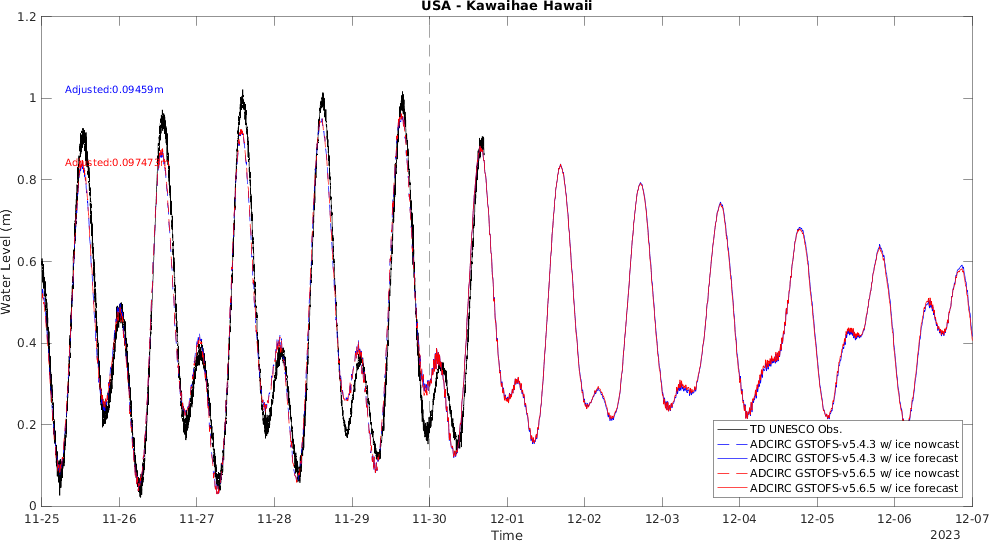 USA - Kawaihae Hawaii
1.2
1
0.8
0.6
0.4
0.2
0
Water Level (m)
Adjusted:0.09459m
Adjusted:0.097473m
TD UNESCO Obs.
ADCIRC GSTOFS-v5.4.3 w/ ice nowcast
ADCIRC GSTOFS-v5.4.3 w/ ice forecast
ADCIRC GSTOFS-v5.6.5 w/ ice nowcast
ADCIRC GSTOFS-v5.6.5 w/ ice forecast
11-25 11-26 11-27 11-28 11-29 11-30 12-01 12-02 12-03 12-04 12-05 12-06 12-07
Time
2023